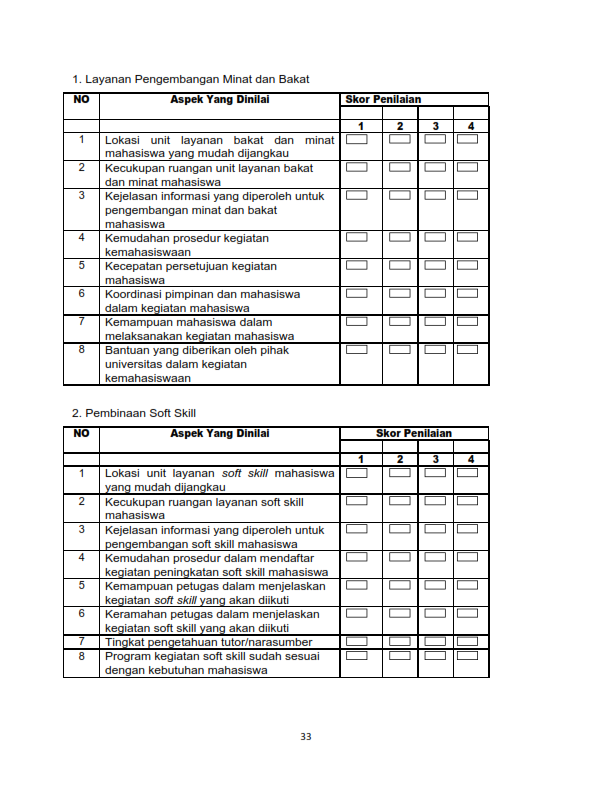 1. Layanan Pengembangan Minat dan Bakat
NO Aspek Yang Dinilai Skor Penilaian
1 2 3 4
1 Lokasi unit layanan bakat dan minat
mahasiswa yang mudah dijangkau
2 Kecukupan ruangan unit layanan bakat
dan minat mahasiswa
3 Kejelasan informasi yang diperoleh untuk
pengembangan minat dan bakat
mahasiswa
4 Kemudahan prosedur kegiatan
kemahasiswaan
5 Kecepatan persetujuan kegiatan
mahasiswa
6 Koordinasi pimpinan dan mahasiswa
dalam kegiatan mahasiswa
7 Kemampuan mahasiswa dalam
melaksanakan kegiatan mahasiswa
8 Bantuan yang diberikan oleh pihak
universitas dalam kegiatan
kemahasiswaan
2. Pembinaan Soft Skill
NO Aspek Yang Dinilai Skor Penilaian
1 2 3 4
1 Lokasi unit layanan soft skill mahasiswa
yang mudah dijangkau
2 Kecukupan ruangan layanan soft skill
mahasiswa
3 Kejelasan informasi yang diperoleh untuk
pengembangan soft skill mahasiswa
4 Kemudahan prosedur dalam mendaftar
kegiatan peningkatan soft skill mahasiswa
5 Kemampuan petugas dalam menjelaskan
kegiatan soft skill yang akan diikuti
6 Keramahan petugas dalam menjelaskan
kegiatan soft skill yang akan diikuti
7 Tingkat pengetahuan tutor/narasumber
8 Program kegiatan soft skill sudah sesuai
dengan kebutuhan mahasiswa
33